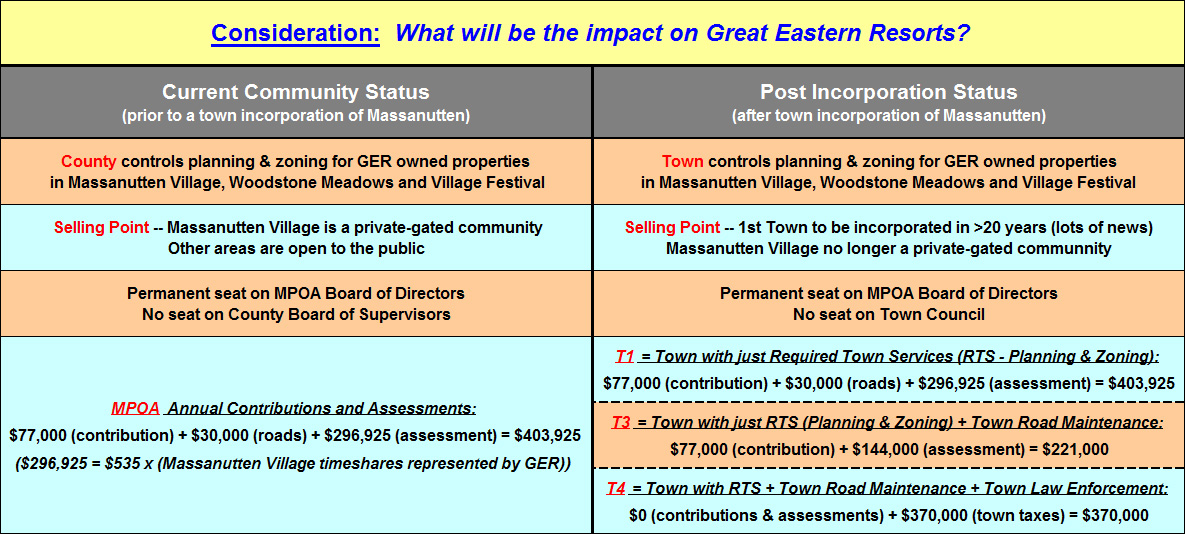 Consideration: What will be the impact on Great Eastern Resorts?
Current Community Status
(prior to a town incorporation of Massanutten)
Post Incorporation Status
(after town incorporation of Massanutten)
County controls planning & zoning for GER owned properties
in Massanutten Village, Woodstone Meadows and Village Festival
Town controls planning & zoning for GER owned properties
in Massanutten Village, Woodstone Meadows and Village Festival
Selling Point -- Massanutten Village is a private-gated community
Other areas are open to the public
Selling Point -- 1st Town to be incorporated in >20 years (lots of news)
Massanutten Village no longer a private-gated communnity
Permanent seat on MPOA Board of Directors
No seat on County Board of Supervisors
Permanent seat on MPOA Board of Directors
No seat on Town Council
MPOA Annual Contributions and Assessments:
$77,000 (contribution) + $30,000 (roads) + $296,925 (assessment) = $403,925
($296,925 = $535 x (Massanutten Village timeshares represented by GER))
T1 = Town with just Required Town Services (RTS - Planning & Zoning):
$77,000 (contribution) + $30,000 (roads) + $296,925 (assessment) = $403,925
T3 = Town with just RTS (Planning & Zoning) + Town Road Maintenance:
$77,000 (contribution) + $144,000 (assessment) = $221,000
T4 = Town with RTS + Town Road Maintenance + Town Law Enforcement:
$0 (contributions & assessments) + $370,000 (town taxes) = $370,000